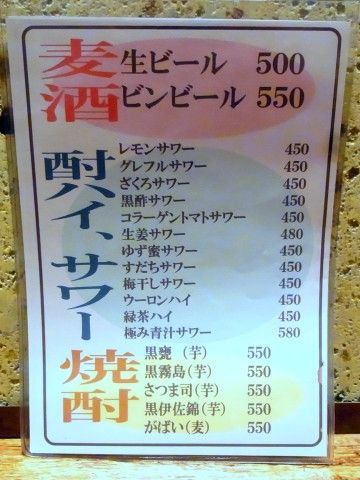 麦酒
生ビール 500
ビンビール 550
酎ハイ、サワー
レモンサワー 450
グレフルサワー 450
ざくろサワー 450
黒酢サワー 450
コラーゲントマトサワー 450
生姜サワー 480
ゆず蜜サワー 450
すだちサワー 450
梅干しサワー 450
ウーロンハイ 450
緑茶ハイ 450
極み青汁サワー 580
焼酎
黒甕（芋） 550
黒霧島（芋） 550
さつま司（芋） 550
黒伊佐錦（芋） 550
がばい（麦） 550